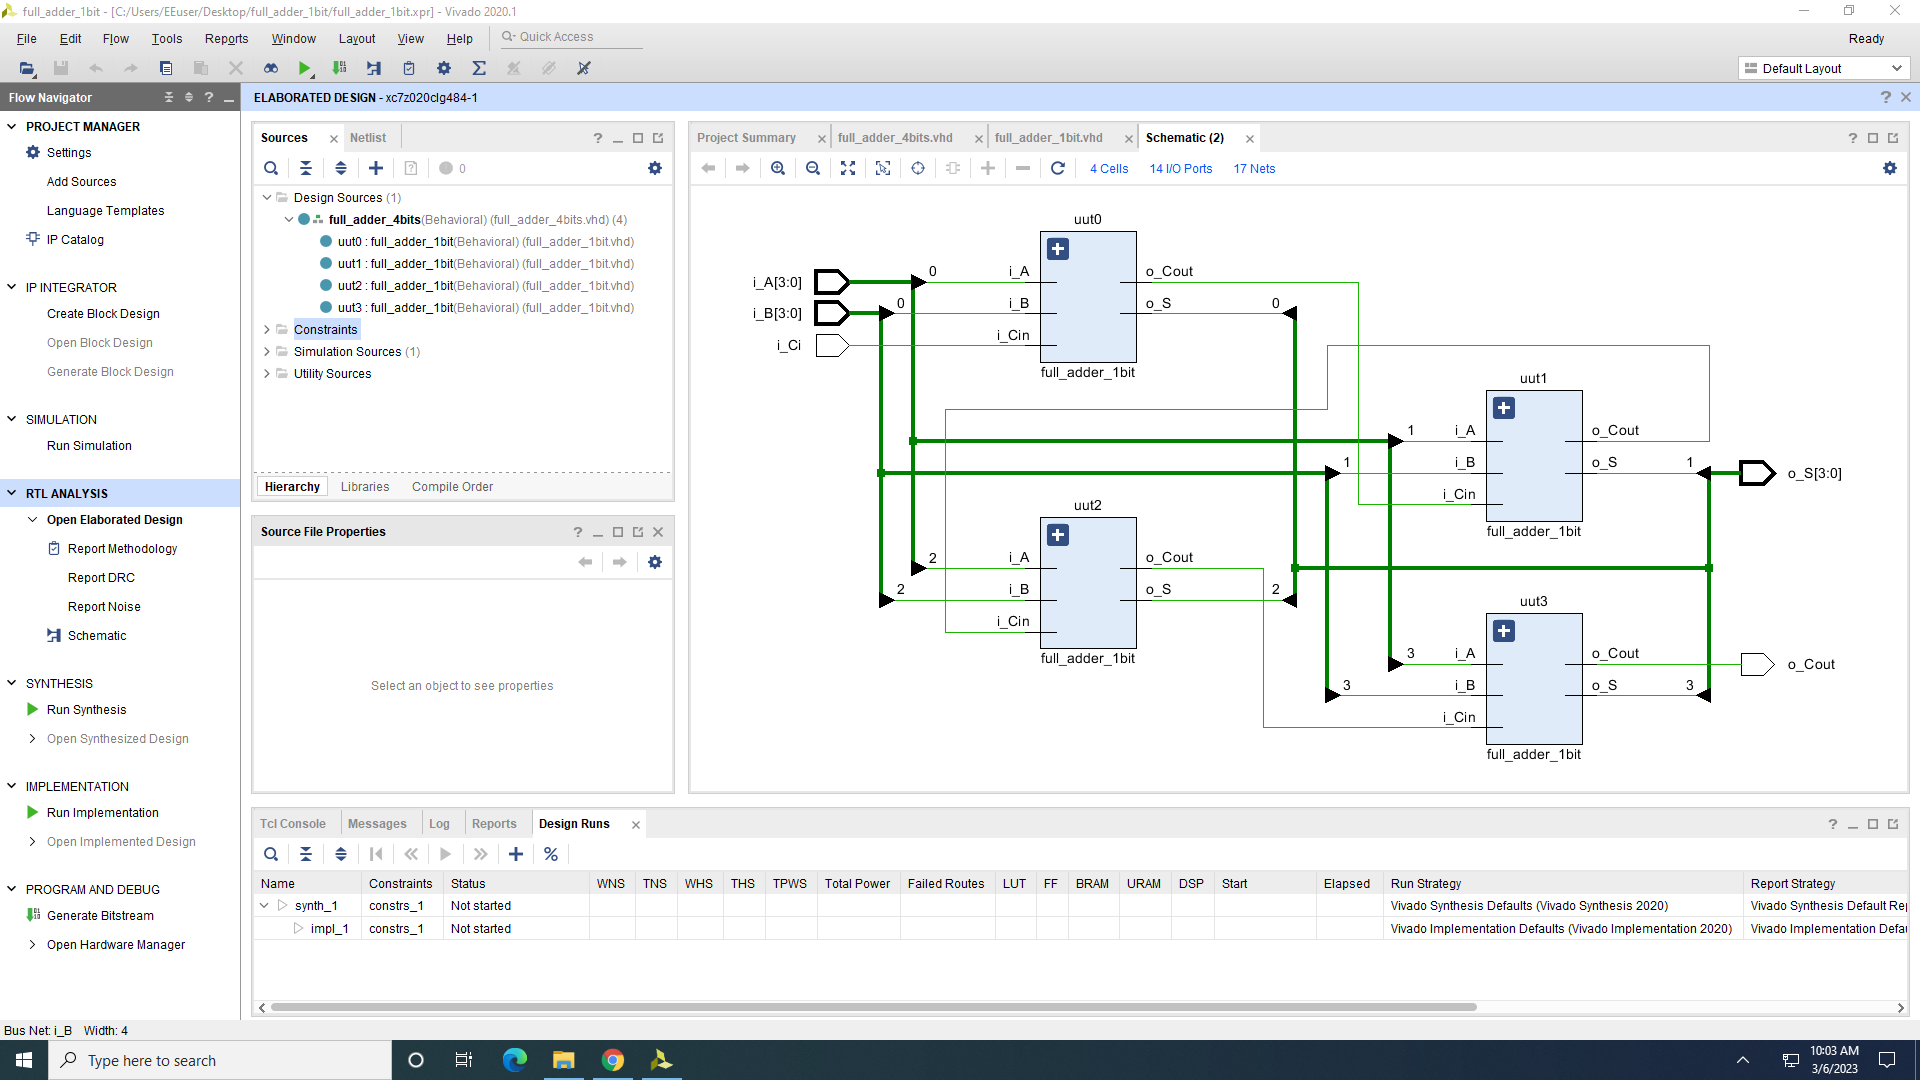 full_adder_1bit - [C:/Users/EEuser/Desktop/full_adder_1bit/full_adder_1bit.xpr] - Vivado 2020.1
File Edit Flow Tools Reports Window Layout View Help Quick Access Ready
Default Layout
Flow Navigator
PROJECT MANAGER
Settings
Add Sources
Language Templates
IP Catalog
IP INTEGRATOR
Create Block Design
Open Block Design
Generate Block Design
SIMULATION
Run Simulation
RTL ANALYSIS
Open Elaborated Design
Report Methodology
Report DRC
Report Noise
Schematic
SYNTHESIS
Run Synthesis
Open Synthesized Design
IMPLEMENTATION
Run Implementation
Open Implemented Design
PROGRAM AND DEBUG
Generate Bitstream
Open Hardware Manager
ELABORATED DESIGN - xc7z020clg484-1
Sources Netlist
0
Design Sources (1)
full_adder_4bits(Behavioral) (full_adder_4bits.vhd) (4)
uut0 : full_adder_1bit(Behavioral) (full_adder_1bit.vhd)
uut1 : full_adder_1bit(Behavioral) (full_adder_1bit.vhd)
uut2 : full_adder_1bit(Behavioral) (full_adder_1bit.vhd)
uut3 : full_adder_1bit(Behavioral) (full_adder_1bit.vhd)
Constraints
Simulation Sources (1)
Utility Sources
Hierarchy Libraries Compile Order
Source File Properties
Select an object to see properties
Project Summary full_adder_4bits.vhd full_adder_1bit.vhd Schematic (2)
4 Cells 14 I/O Ports 17 Nets
uut0
i_A[3:0] 0 i_A o_Cout
i_B[3:0] 0 i_B o_S 0
i_Ci i_Cin
full_adder_1bit
uut1
1 i_A o_Cout
1 i_B o_S 1 o_S[3:0]
i_Cin
full_adder_1bit
uut2
2 i_A o_Cout
2 i_B o_S 2
i_Cin
full_adder_1bit
uut3
3 i_A o_Cout o_Cout
3 i_B o_S 3
i_Cin
full_adder_1bit
Tcl Console Messages Log Reports Design Runs
Name Constraints Status WNS TNS WHS THS TPWS Total Power Failed Routes LUT FF BRAM URAM DSP Start Elapsed Run Strategy Report Strategy
synth_1 constrs_1 Not started Vivado Synthesis Defaults (Vivado Synthesis 2020) Vivado Synthesis Default Rep
impl_1 constrs_1 Not started Vivado Implementation Defaults (Vivado Implementation 2020) Vivado Implementation Defau
Bus Net: i_B Width: 4
Type here to search
10:03 AM
3/6/2023